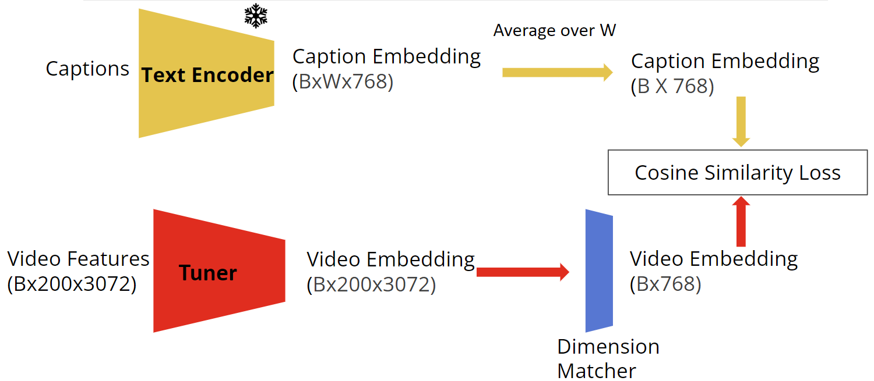 Captions
Text Encoder
Caption Embedding
(BxWx768)
Average over W
Caption Embedding
(B X 768)
Cosine Similarity Loss
Video Features
(Bx200x3072)
Tuner
Video Embedding
(Bx200x3072)
Dimension
Matcher
Video Embedding
(Bx768)